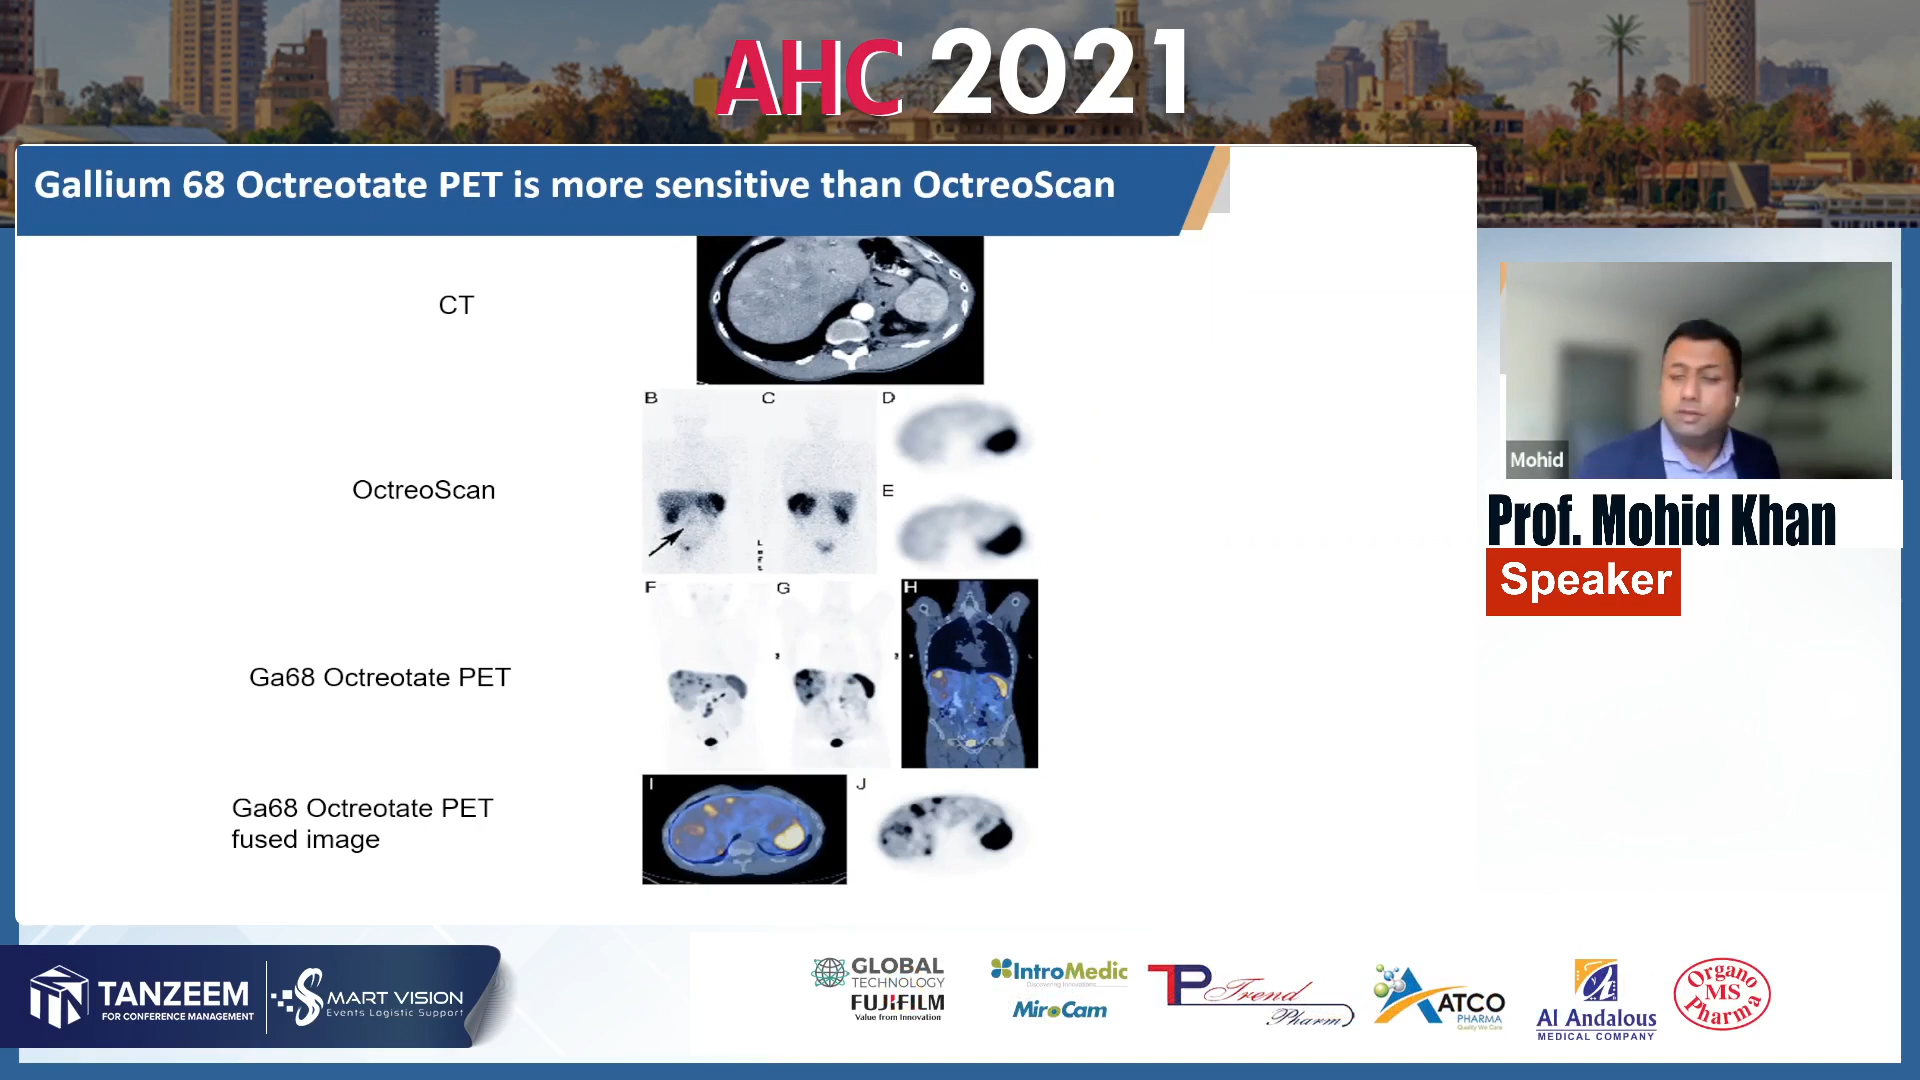 AHC 2021
Gallium 68 Octreotate PET is more sensitive than OctreoScan
CT
B
C
D
OctreoScan
E
Left
F
G
H
Ga68 Octreotate PET
I
J
Ga68 Octreotate PET
fused image
Mohid
Prof. Mohid Khan
Speaker
TANZEEM
FOR CONFERENCE MANAGEMENT
SMART VISION
Events Logistic Support
GLOBAL
TECHNOLOGY
FUJIFILM
Value from Innovation
IntroMedic
Discovering Innovations
MiroCam
TP Trend
Pharm
ATCO
PHARMA
Quality We Care
Al Andalous
MEDICAL COMPANY
Organo
MS
Pharma